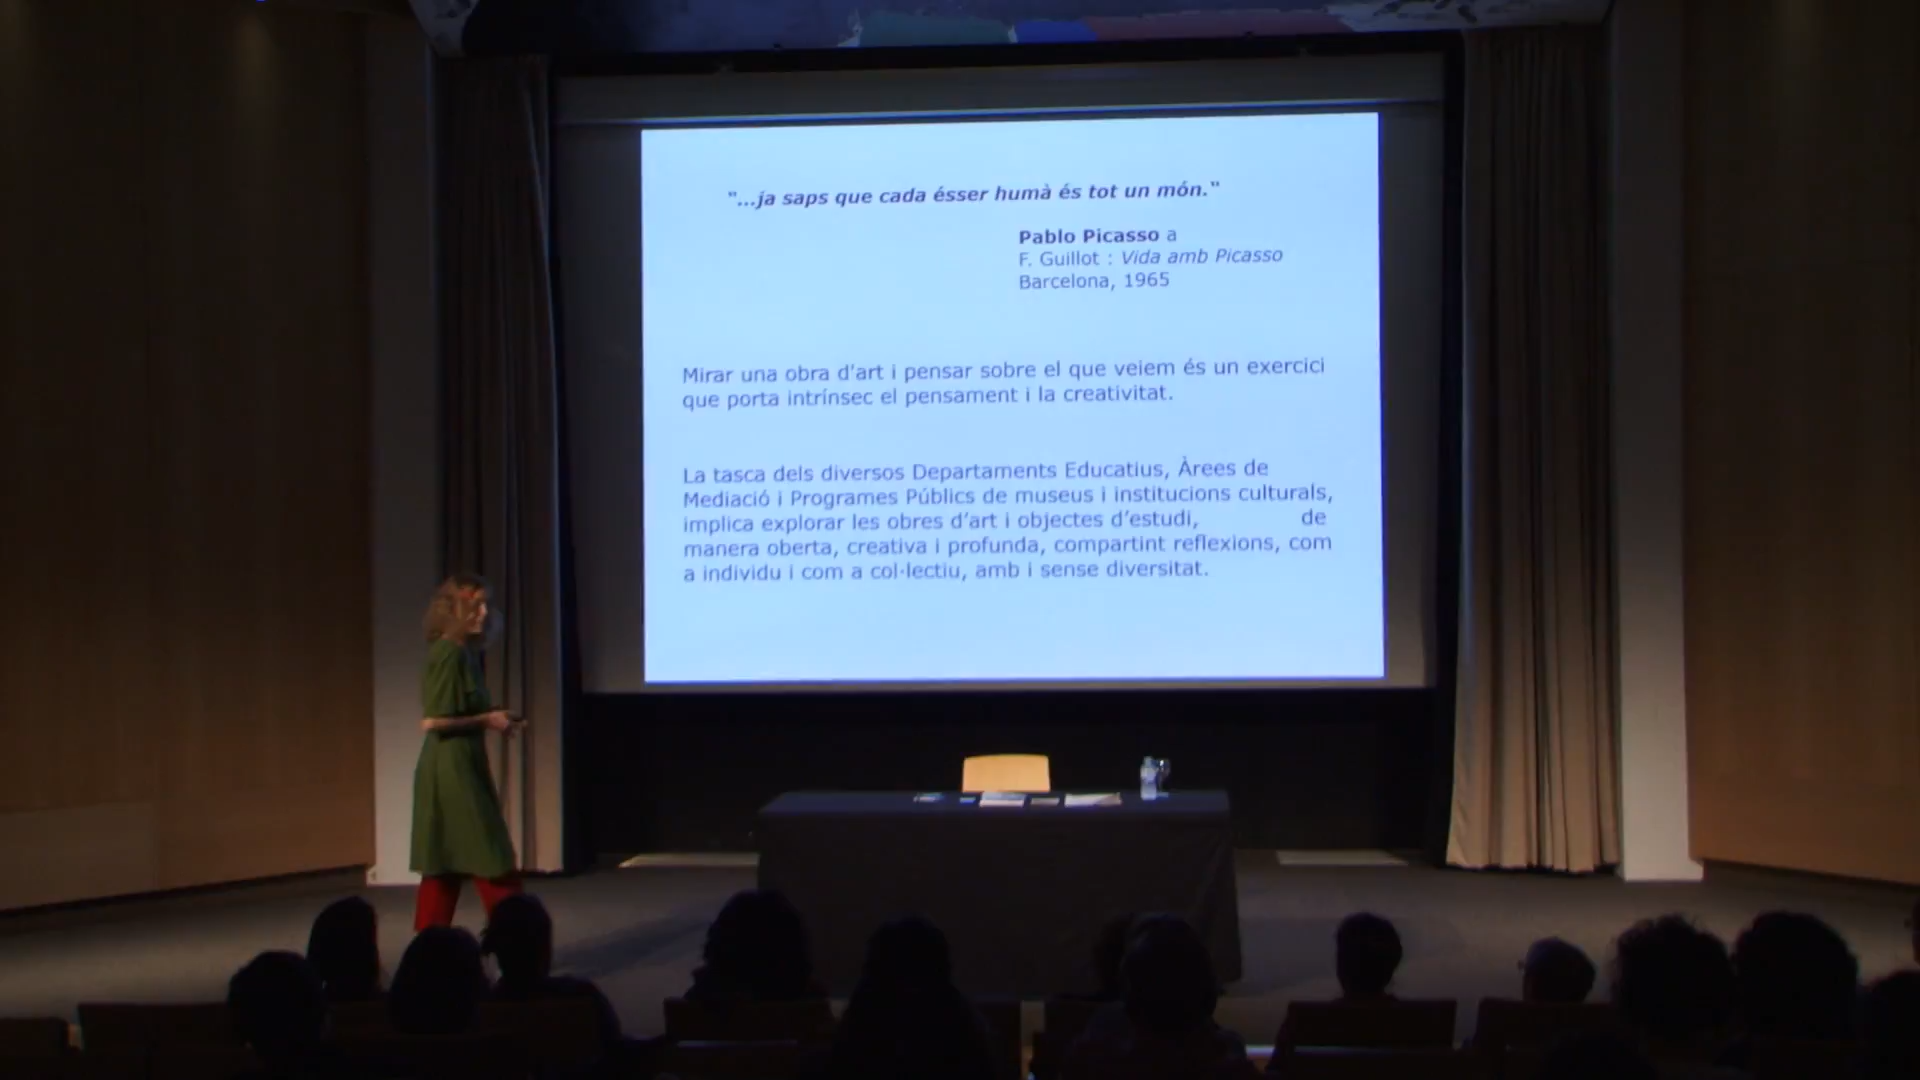 "...ja saps que cada ésser humà és tot un món."
Pablo Picasso a
F. Guillot : Vida amb Picasso
Barcelona, 1965
Mirar una obra d'art i pensar sobre el que veiem és un exercici
que porta intrínsec el pensament i la creativitat.
La tasca dels diversos Departaments Educatius, Àrees de
Mediació i Programes Públics de museus i institucions culturals,
implica explorar les obres d'art i objectes d'estudi, de
manera oberta, creativa i profunda, compartint reflexions, com
a individu i com a col·lectiu, amb i sense diversitat.